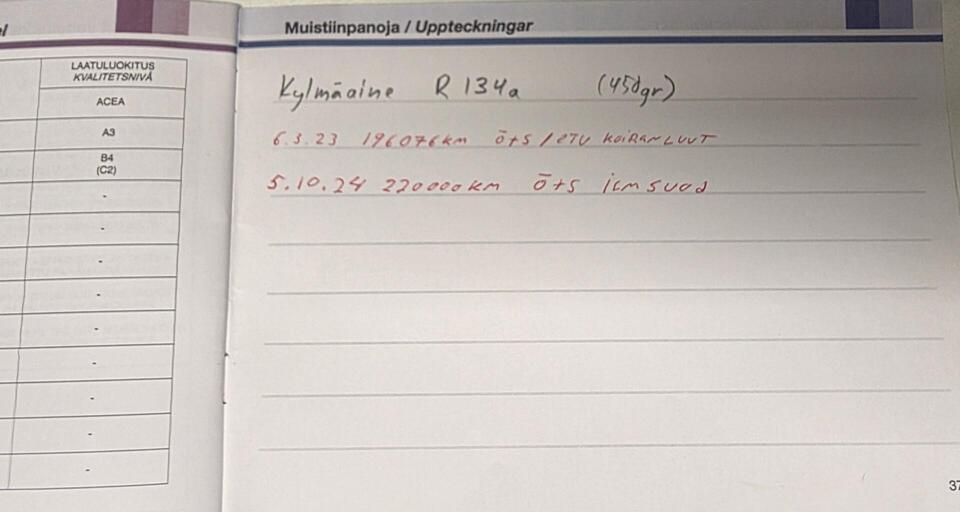 el
Muistiinpanoja / Uppteckningar
LAATULUOKITUS
KVALITETSNIVÅ
ACEA
A3
B4
(C2)
-
-
-
-
-
-
-
-
-
Kylmäaine R 134a (450gr)
6.3.23 196076km ö+s / ETU KOIRANLUUT
5.10.24 220000km ö+s ilmsuod
37